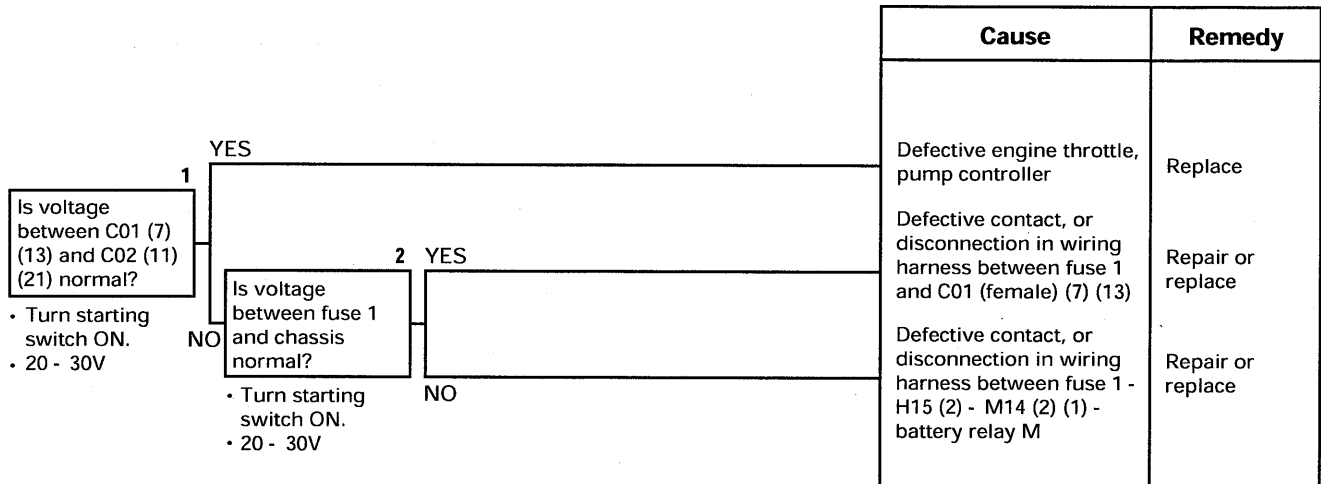 Cause
Remedy
YES
1
Is voltage
between C01 (7)
(13) and C02 (11)
(21) normal?
• Turn starting
switch ON.
• 20 - 30V
NO
2
YES
Is voltage
between fuse 1
and chassis
normal?
• Turn starting
switch ON.
• 20 - 30V
NO
Defective engine throttle,
pump controller
Replace
Defective contact, or
disconnection in wiring
harness between fuse 1
and C01 (female) (7) (13)
Repair or
replace
Defective contact, or
disconnection in wiring
harness between fuse 1 -
H15 (2) - M14 (2) (1) -
battery relay M
Repair or
replace